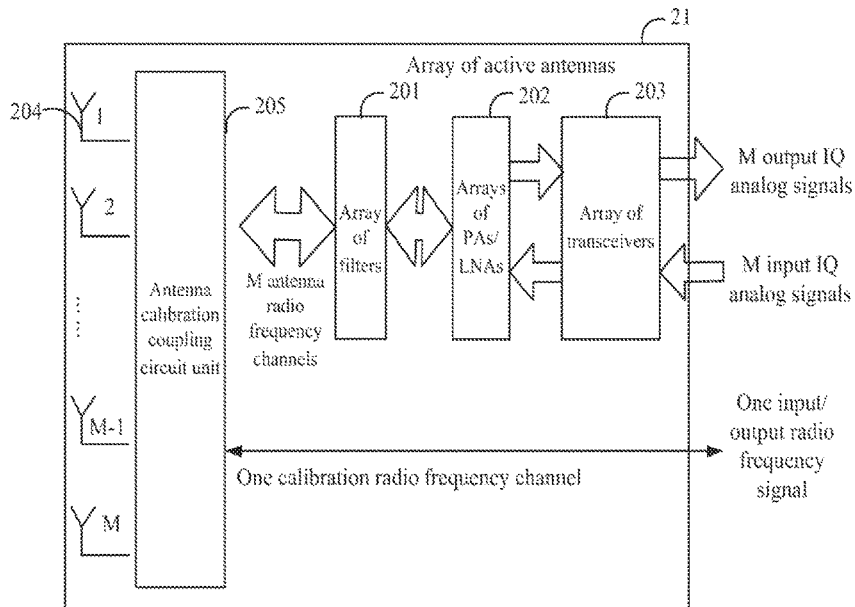 21
Array of active antennas
204
1
205
201
202
203
M output IQ
analog signals
2
Array
of
filters
Arrays
of
PAs/
LNAs
Array of
transceivers
M input IQ
analog signals
M antenna
radio
frequency
channels
Antenna
calibration
coupling
circuit unit
M-1
One calibration radio frequency channel
One input/
output radio
frequency
signal
M